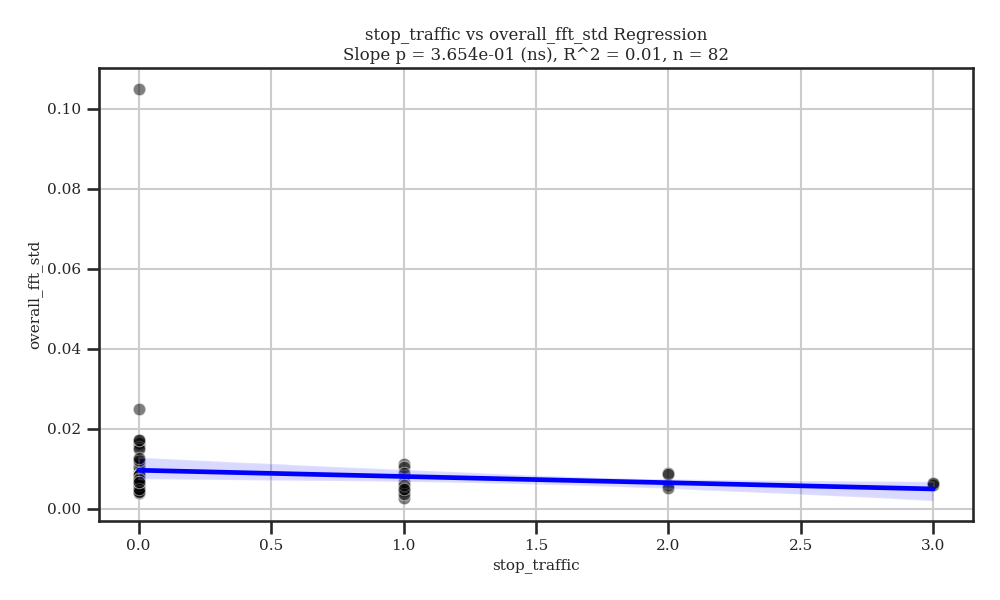 stop_traffic vs overall_fft_std Regression
Slope p = 3.654e-01 (ns), R^2 = 0.01, n = 82
overall_fft_std
0.10
0.08
0.06
0.04
0.02
0.00
0.0 0.5 1.0 1.5 2.0 2.5 3.0
stop_traffic